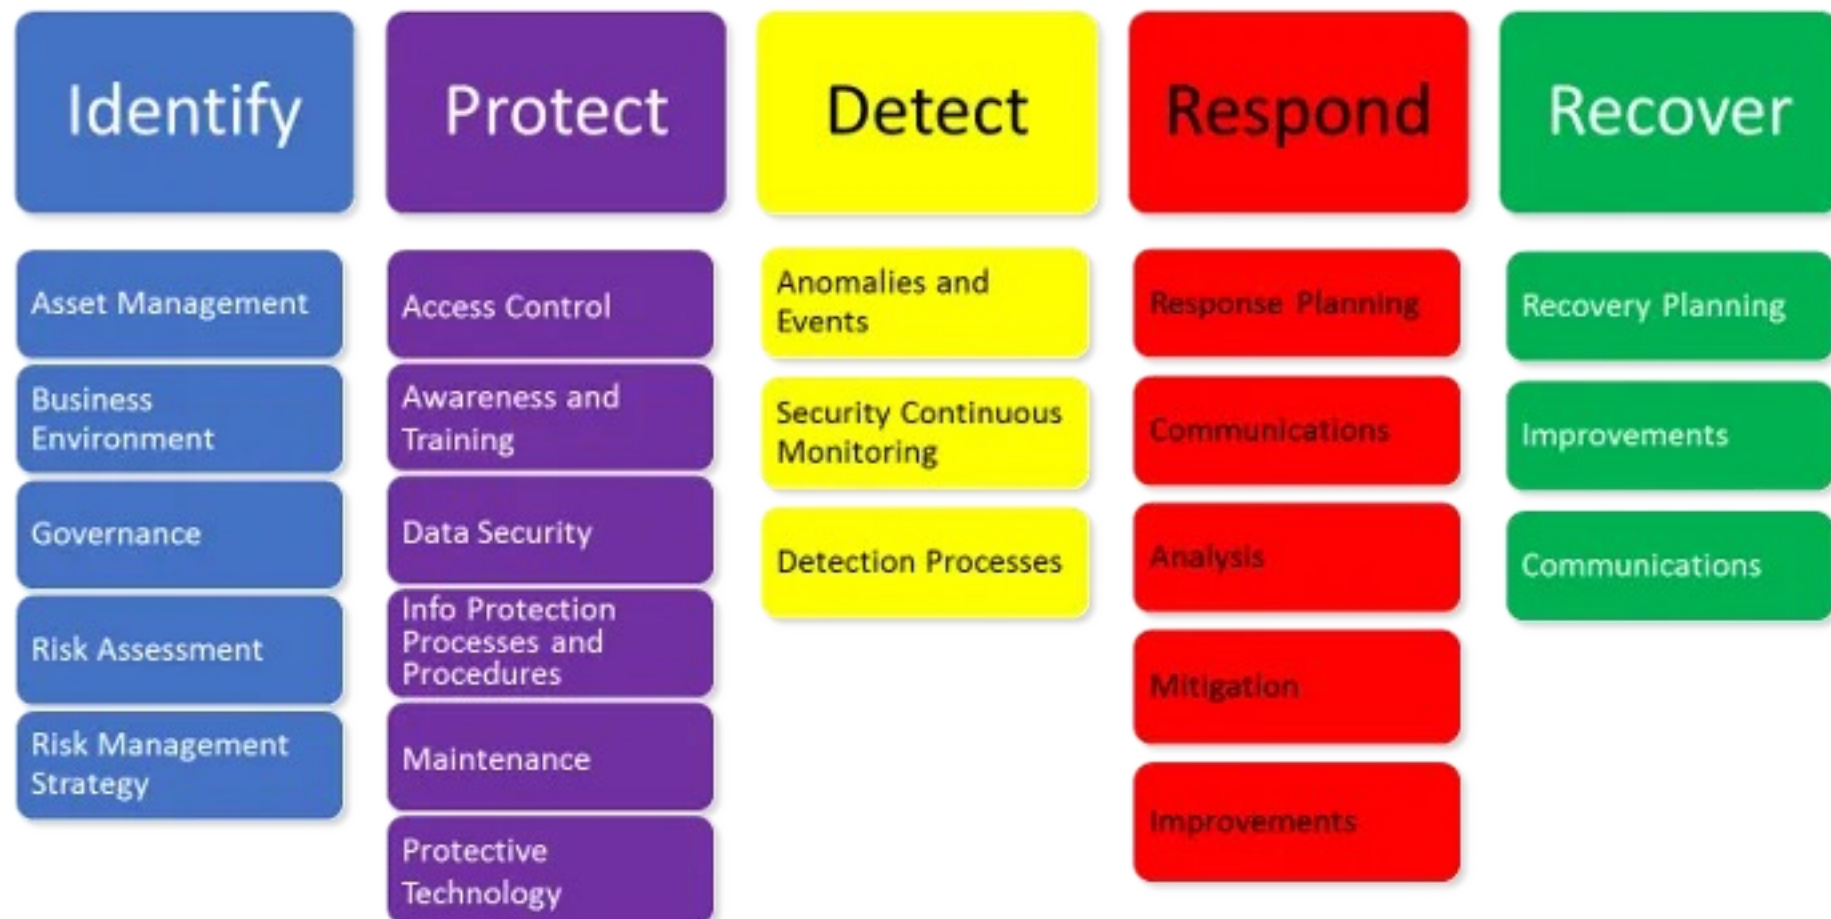 Identify
Asset Management
Business
Environment
Governance
Risk Assessment
Risk Management
Strategy
Protect
Access Control
Awareness and
Training
Data Security
Info Protection
Processes and
Procedures
Maintenance
Protective
Technology
Detect
Anomalies and
Events
Security Continuous
Monitoring
Detection Processes
Respond
Response Planning
Communications
Analysis
Mitigation
Improvements
Recover
Recovery Planning
Improvements
Communications